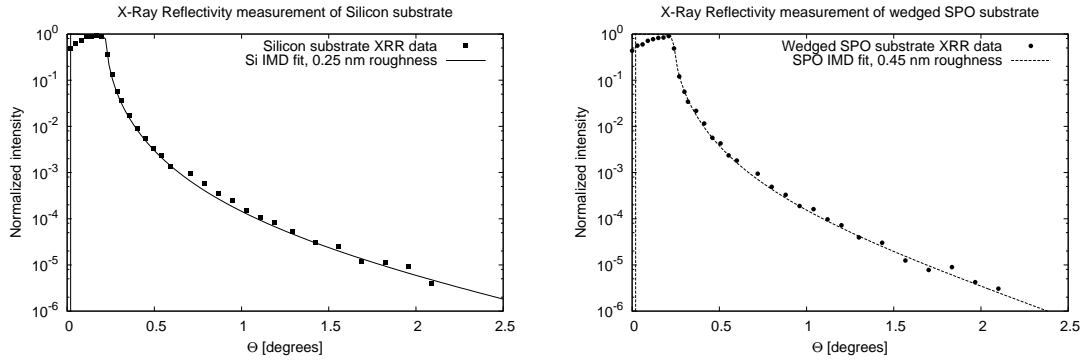 X-Ray Reflectivity measurement of Silicon substrate
Normalized intensity
10^0
10^-1
10^-2
10^-3
10^-4
10^-5
10^-6
Silicon substrate XRR data
Si IMD fit, 0.25 nm roughness
0 0.5 1 1.5 2 2.5
Θ [degrees]
X-Ray Reflectivity measurement of wedged SPO substrate
Normalized intensity
10^0
10^-1
10^-2
10^-3
10^-4
10^-5
10^-6
Wedged SPO substrate XRR data
SPO IMD fit, 0.45 nm roughness
0 0.5 1 1.5 2 2.5
Θ [degrees]